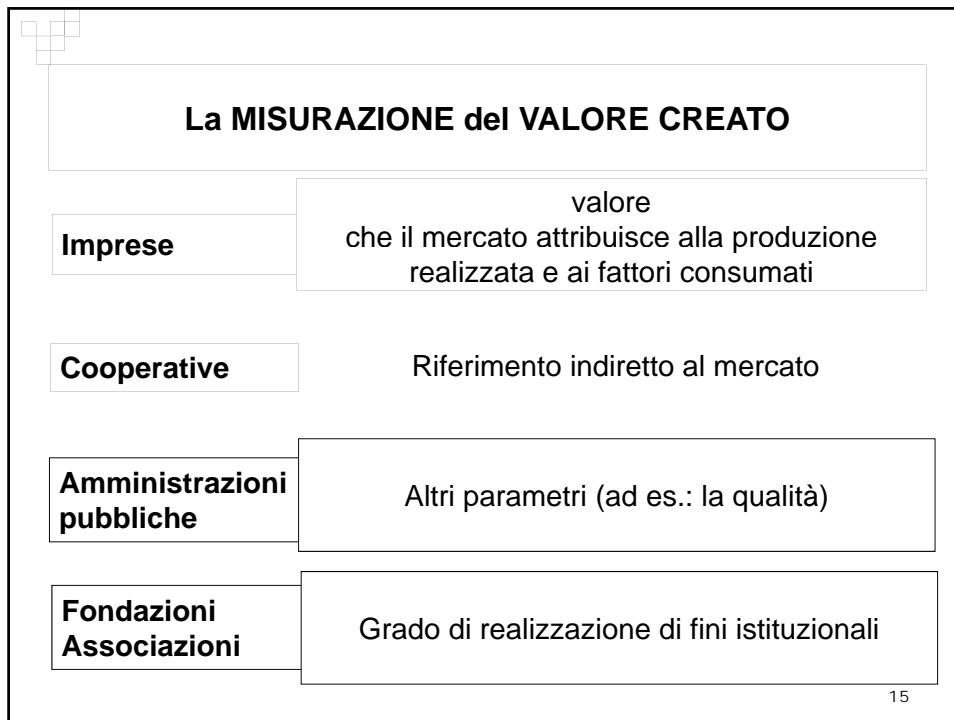 La MISURAZIONE del VALORE CREATO
Imprese
valore
che il mercato attribuisce alla produzione
realizzata e ai fattori consumati
Cooperative
Riferimento indiretto al mercato
Amministrazioni
pubbliche
Altri parametri (ad es.: la qualità)
Fondazioni
Associazioni
Grado di realizzazione di fini istituzionali
15